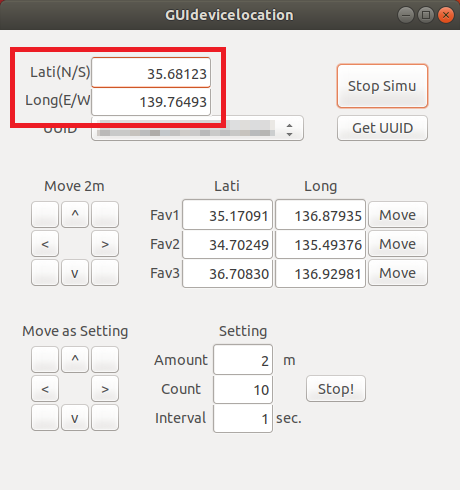 GUIdevicelocation
Lati(N/S) 35.68123
Stop Simu
Long(E/W 139.76493
UUID
Get UUID
Move 2m
Lati Long
^
Fav1 35.17091 136.87935 Move
< >
Fav2 34.70249 135.49376 Move
v
Fav3 36.70830 136.92981 Move
Move as Setting
Setting
^
Amount 2 m
< >
Count 10 Stop!
v
Interval 1 sec.